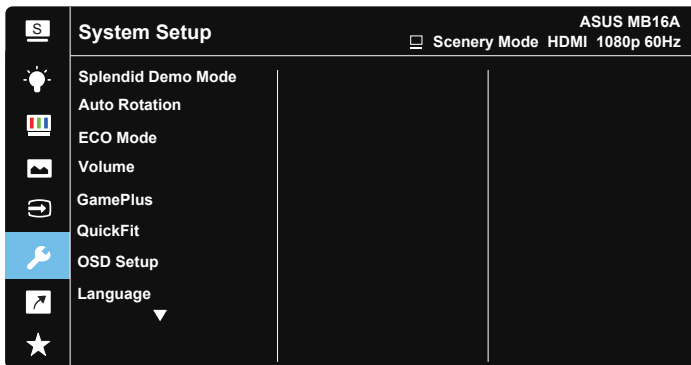 S
System Setup
ASUS MB16A
Scenery Mode HDMI 1080p 60Hz
Splendid Demo Mode
Auto Rotation
ECO Mode
Volume
GamePlus
QuickFit
OSD Setup
Language